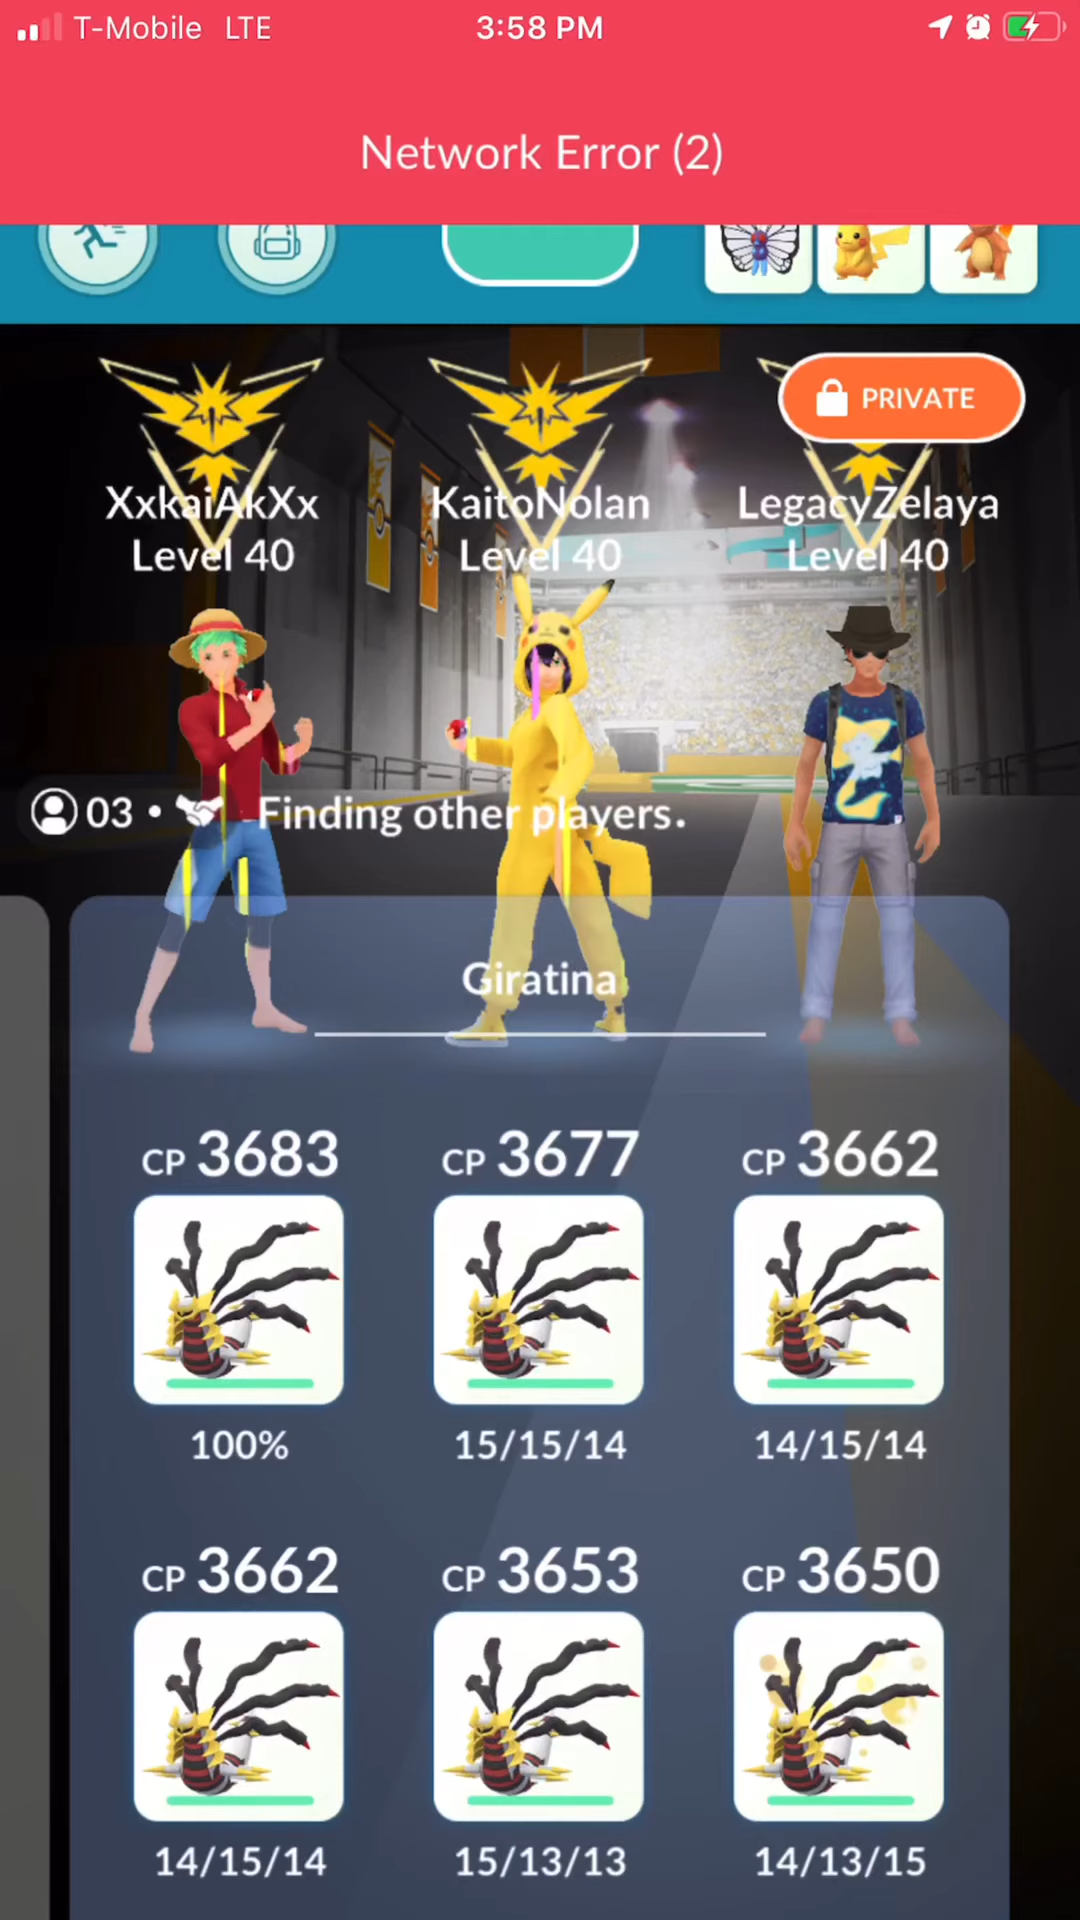 T-Mobile LTE 3:58 PM
Network Error (2)
PRIVATE
XxkaiAkXx KaitoNolan LegacyZelaya
Level 40 Level 40 Level 40
03 • Finding other players.
Giratina
CP 3683 CP 3677 CP 3662
100% 15/15/14 14/15/14
CP 3662 CP 3653 CP 3650
14/15/14 15/13/13 14/13/15